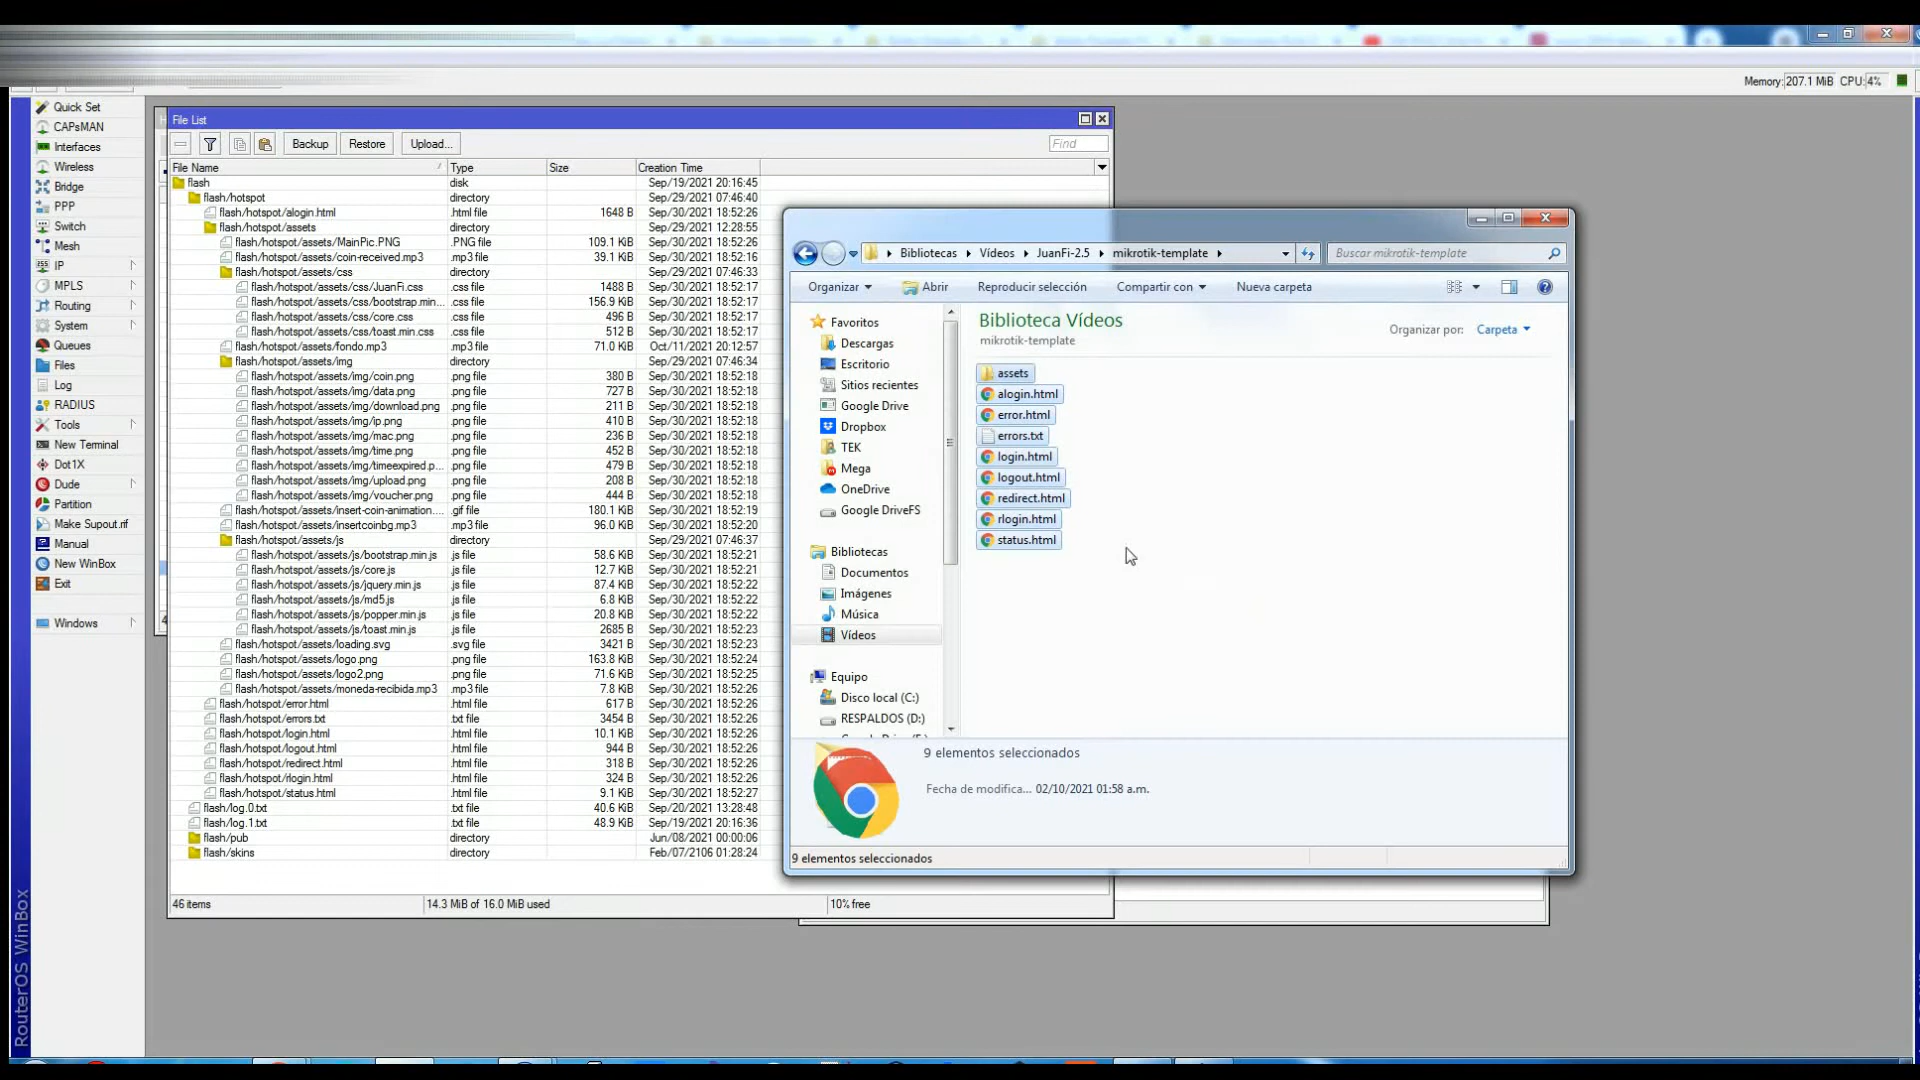 Memory: 207.1 MiB CPU: 4%
Quick Set
CAPsMAN
Interfaces
Wireless
Bridge
PPP
Switch
Mesh
IP
MPLS
Routing
System
Queues
Files
Log
RADIUS
Tools
New Terminal
Dot1X
Dude
Partition
Make Supout.rif
Manual
New WinBox
Exit
Windows
RouterOS WinBox
File List
Backup Restore Upload... Find
File Name Type Size Creation Time
flash disk Sep/19/2021 20:16:45
flash/hotspot directory Sep/29/2021 07:46:40
flash/hotspot/alogin.html .html file 1648 B Sep/30/2021 18:52:26
flash/hotspot/assets directory Sep/29/2021 12:28:55
flash/hotspot/assets/MainPic.PNG .PNG file 109.1 KiB Sep/30/2021 18:52:26
flash/hotspot/assets/coin-received.mp3 .mp3 file 39.1 KiB Sep/30/2021 18:52:16
flash/hotspot/assets/css directory Sep/29/2021 07:46:33
flash/hotspot/assets/css/JuanFi.css .css file 1488 B Sep/30/2021 18:52:17
flash/hotspot/assets/css/bootstrap.min... .css file 156.9 KiB Sep/30/2021 18:52:17
flash/hotspot/assets/css/core.css .css file 496 B Sep/30/2021 18:52:17
flash/hotspot/assets/css/toast.min.css .css file 512 B Sep/30/2021 18:52:17
flash/hotspot/assets/fondo.mp3 .mp3 file 71.0 KiB Oct/11/2021 20:12:57
flash/hotspot/assets/img directory Sep/29/2021 07:46:34
flash/hotspot/assets/img/coin.png .png file 380 B Sep/30/2021 18:52:18
flash/hotspot/assets/img/data.png .png file 727 B Sep/30/2021 18:52:18
flash/hotspot/assets/img/download.png .png file 211 B Sep/30/2021 18:52:18
flash/hotspot/assets/img/ip.png .png file 410 B Sep/30/2021 18:52:18
flash/hotspot/assets/img/mac.png .png file 236 B Sep/30/2021 18:52:18
flash/hotspot/assets/img/time.png .png file 452 B Sep/30/2021 18:52:18
flash/hotspot/assets/img/timeexpired.p... .png file 479 B Sep/30/2021 18:52:18
flash/hotspot/assets/img/upload.png .png file 208 B Sep/30/2021 18:52:18
flash/hotspot/assets/img/voucher.png .png file 444 B Sep/30/2021 18:52:18
flash/hotspot/assets/insert-coin-animation.... .gif file 180.1 KiB Sep/30/2021 18:52:19
flash/hotspot/assets/insertcoinbg.mp3 .mp3 file 96.0 KiB Sep/30/2021 18:52:20
flash/hotspot/assets/js directory Sep/29/2021 07:46:37
flash/hotspot/assets/js/bootstrap.min.js .js file 58.6 KiB Sep/30/2021 18:52:21
flash/hotspot/assets/js/core.js .js file 12.7 KiB Sep/30/2021 18:52:21
flash/hotspot/assets/js/jquery.min.js .js file 87.4 KiB Sep/30/2021 18:52:22
flash/hotspot/assets/js/md5.js .js file 6.8 KiB Sep/30/2021 18:52:22
flash/hotspot/assets/js/popper.min.js .js file 20.8 KiB Sep/30/2021 18:52:22
flash/hotspot/assets/js/toast.min.js .js file 2685 B Sep/30/2021 18:52:23
flash/hotspot/assets/loading.svg .svg file 3421 B Sep/30/2021 18:52:23
flash/hotspot/assets/logo.png .png file 163.8 KiB Sep/30/2021 18:52:24
flash/hotspot/assets/logo2.png .png file 71.6 KiB Sep/30/2021 18:52:25
flash/hotspot/assets/moneda-recibida.mp3 .mp3 file 7.8 KiB Sep/30/2021 18:52:26
flash/hotspot/error.html .html file 617 B Sep/30/2021 18:52:26
flash/hotspot/errors.txt .txt file 3454 B Sep/30/2021 18:52:26
flash/hotspot/login.html .html file 10.1 KiB Sep/30/2021 18:52:26
flash/hotspot/logout.html .html file 944 B Sep/30/2021 18:52:26
flash/hotspot/redirect.html .html file 318 B Sep/30/2021 18:52:26
flash/hotspot/rlogin.html .html file 324 B Sep/30/2021 18:52:26
flash/hotspot/status.html .html file 9.1 KiB Sep/30/2021 18:52:27
flash/log.0.txt .txt file 40.6 KiB Sep/20/2021 13:28:48
flash/log.1.txt .txt file 48.9 KiB Sep/19/2021 20:16:36
flash/pub directory Jun/08/2021 00:00:06
flash/skins directory Feb/07/2106 01:28:24
46 items 14.3 MiB of 16.0 MiB used 10% free
Bibliotecas Vídeos JuanFi-2.5 mikrotik-template Buscar mikrotik-template
Organizar Abrir Reproducir selección Compartir con Nueva carpeta
Favoritos
Descargas
Escritorio
Sitios recientes
Google Drive
Dropbox
TEK
Mega
OneDrive
Google DriveFS
Bibliotecas
Documentos
Imágenes
Música
Vídeos
Equipo
Disco local (C:)
RESPALDOS (D:)
Biblioteca Vídeos
mikrotik-template
Organizar por: Carpeta
assets
alogin.html
error.html
errors.txt
login.html
logout.html
redirect.html
rlogin.html
status.html
9 elementos seleccionados
Fecha de modifica... 02/10/2021 01:58 a.m.
9 elementos seleccionados